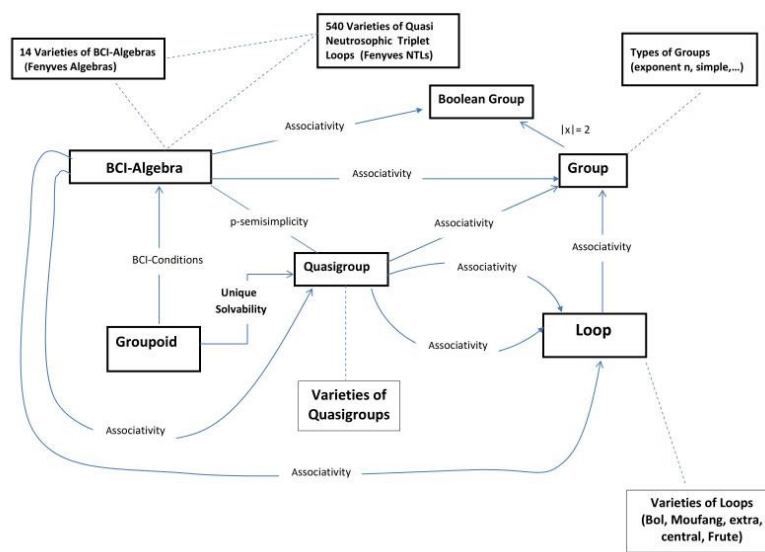 540 Varieties of Quasi
Neutrosophic Triplet
Loops (Fenyves NTLs)
14 Varieties of BCI-Algebras
(Fenyves Algebras)
Types of Groups
(exponent n, simple,...)
Boolean Group
Associativity
|x|= 2
BCI-Algebra
Associativity
Group
p-semisimplicity
Associativity
Associativity
BCI-Conditions
Quasigroup
Associativity
Unique
Solvability
Groupoid
Loop
Associativity
Varieties of
Quasigroups
Associativity
Associativity
Varieties of Loops
(Bol, Moufang, extra,
central, Frute)